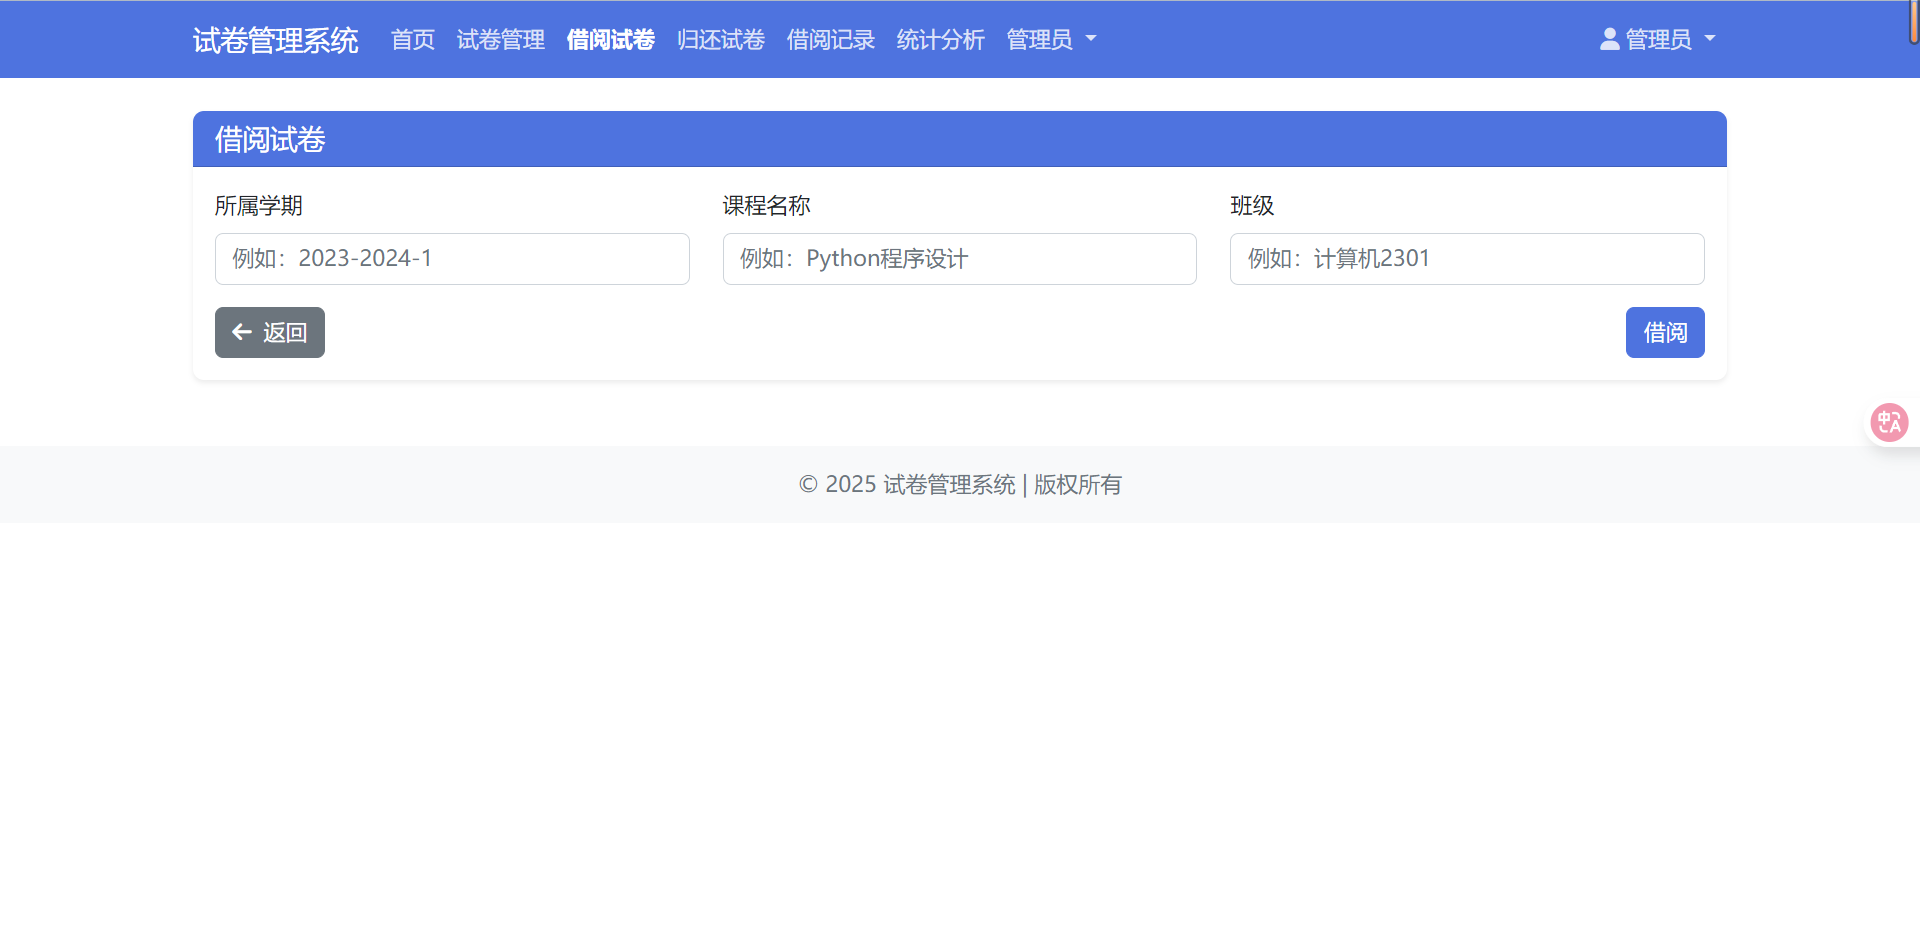 试卷管理系统 首页 试卷管理 借阅试卷 归还试卷 借阅记录 统计分析 管理员 管理员
借阅试卷
所属学期 课程名称 班级
例如：2023-2024-1 例如：Python程序设计 例如：计算机2301
返回 借阅
中A
© 2025 试卷管理系统 | 版权所有